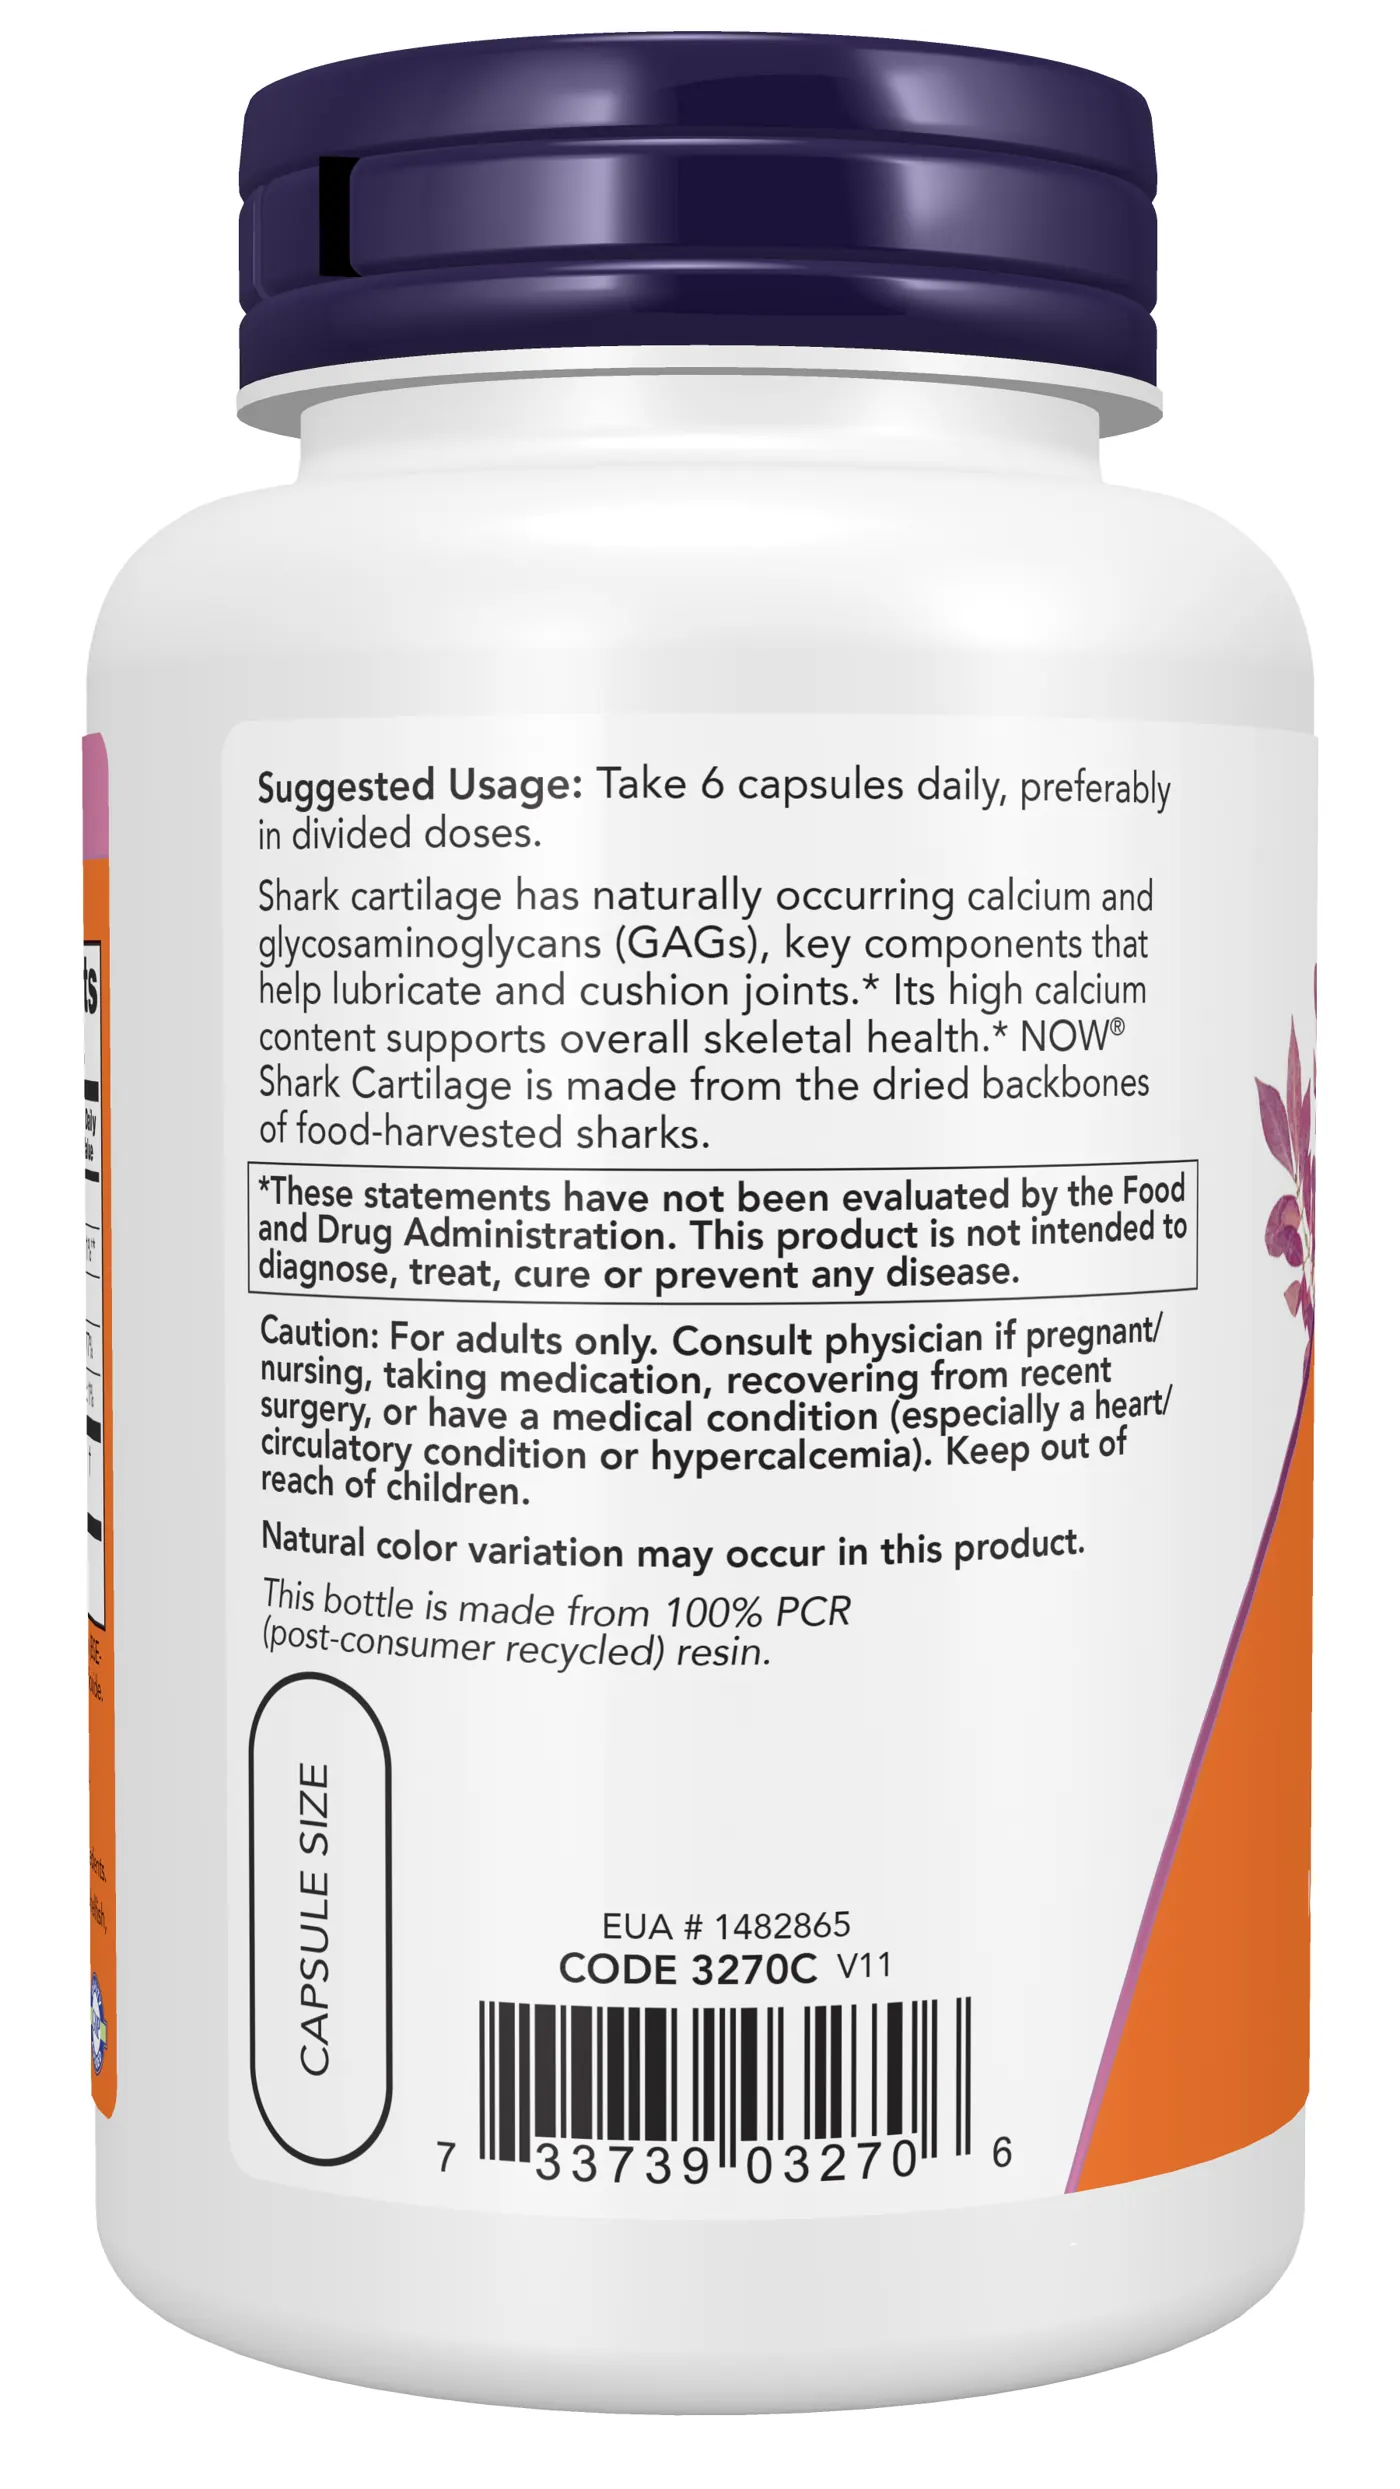 Suggested Usage: Take 6 capsules daily, preferably
in divided doses.
Shark cartilage has naturally occurring calcium and
glycosaminoglycans (GAGs), key components that
help lubricate and cushion joints.* Its high calcium
content supports overall skeletal health.* NOW®
Shark Cartilage is made from the dried backbones
of food-harvested sharks.
*These statements have not been evaluated by the Food
and Drug Administration. This product is not intended to
diagnose, treat, cure or prevent any disease.
Caution: For adults only. Consult physician if pregnant/
nursing, taking medication, recovering from recent
surgery, or have a medical condition (especially a heart/
circulatory condition or hypercalcemia). Keep out of
reach of children.
Natural color variation may occur in this product.
This bottle is made from 100% PCR
(post-consumer recycled) resin.
CAPSULE SIZE
EUA # 1482865
CODE 3270C V11
7 33739 03270 6